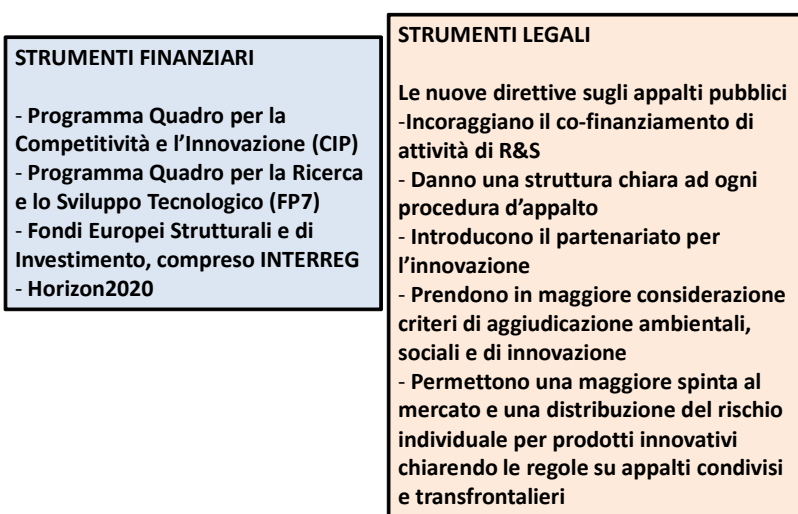 STRUMENTI FINANZIARI
- Programma Quadro per la
Competitività e l'Innovazione (CIP)
- Programma Quadro per la Ricerca
e lo Sviluppo Tecnologico (FP7)
- Fondi Europei Strutturali e di
Investimento, compreso INTERREG
- Horizon2020
STRUMENTI LEGALI
Le nuove direttive sugli appalti pubblici
-Incoraggiano il co-finanziamento di
attività di R&S
- Danno una struttura chiara ad ogni
procedura d'appalto
- Introducono il partenariato per
l'innovazione
- Prendono in maggiore considerazione
criteri di aggiudicazione ambientali,
sociali e di innovazione
- Permettono una maggiore spinta al
mercato e una distribuzione del rischio
individuale per prodotti innovativi
chiarendo le regole su appalti condivisi
e transfrontalieri